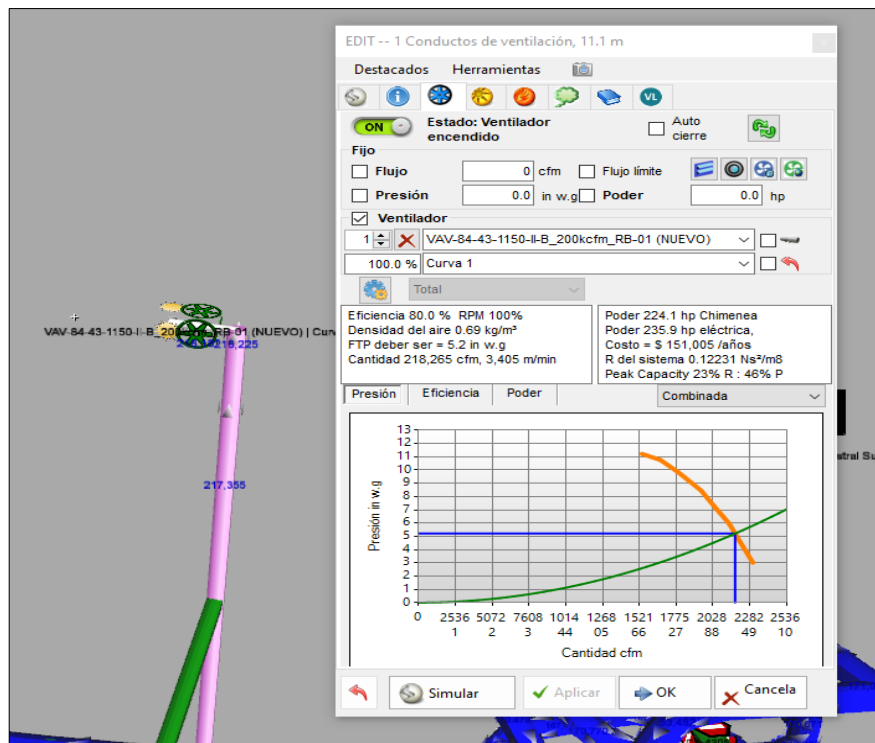 EDIT -- 1 Conductos de ventilación, 11.1 m
Destacados Herramientas
VL
ON Estado: Ventilador encendido
Auto cierre
Fijo
Flujo 0 cfm Flujo límite
Presión 0.0 in w.g Poder 0.0 hp
Ventilador
1 VAV-84-43-1150-II-B_200kcfm_RB-01 (NUEVO)
100.0 % Curva 1
Total
Eficiencia 80.0 % RPM 100%
Densidad del aire 0.69 kg/m³
FTP deber ser = 5.2 in w.g
Cantidad 218,265 cfm, 3,405 m/min
Poder 224.1 hp Chimenea
Poder 235.9 hp eléctrica,
Costo = $ 151,005 /años
R del sistema 0.12231 Ns²/m8
Peak Capacity 23% R : 46% P
Presión Eficiencia Poder Combinada
Presión in w.g
13
12
11
10
9
8
7
6
5
4
3
2
1
0
0 2536 5072 7608 1014 1268 1521 1775 2028 2282 2536
1 2 3 44 05 66 27 88 49 10
Cantidad cfm
Simular Aplicar OK Cancela
VAV-84-43-1150-II-B_200kcfm_RB-01 (NUEVO) | Curv
217,355
stral Su